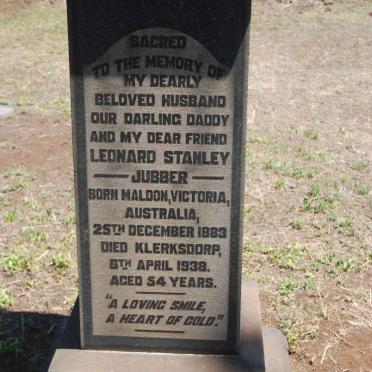 SACRED
TO THE MEMORY OF
MY DEARLY
BELOVED HUSBAND
OUR DARLING DADDY
AND MY DEAR FRIEND
LEONARD STANLEY
JUBBER
BORN MALDON, VICTORIA,
AUSTRALIA,
25TH DECEMBER 1883
DIED KLERKSDORP,
6TH APRIL 1938.
AGED 54 YEARS.
"A LOVING SMILE,
A HEART OF GOLD."